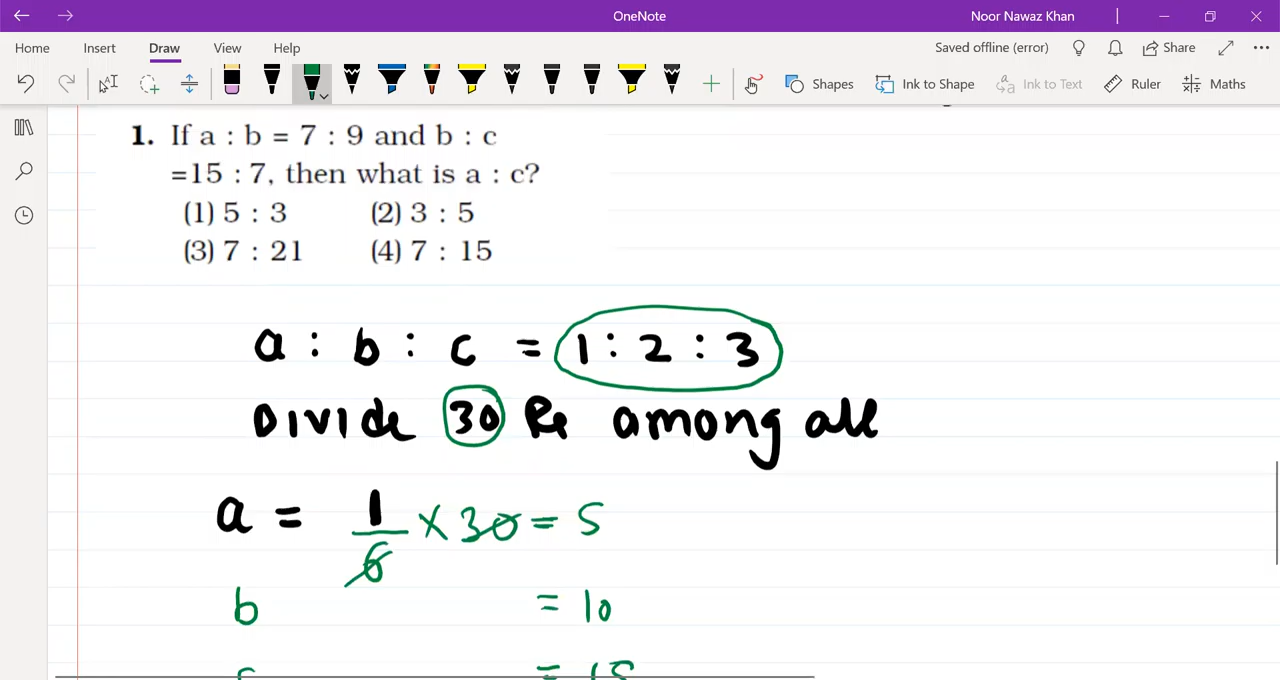 OneNote
Noor Nawaz Khan
Home Insert Draw View Help
Saved offline (error)
Share
Shapes
Ink to Shape
Ink to Text
Ruler
Maths
1. If a : b = 7 : 9 and b : c
=15 : 7, then what is a : c?
(1) 5 : 3 (2) 3 : 5
(3) 7 : 21 (4) 7 : 15
a : b : c = 1 : 2 : 3
Divide 30 Rs among all
a = 1/6 × 30 = 5
b = 10
c = 15